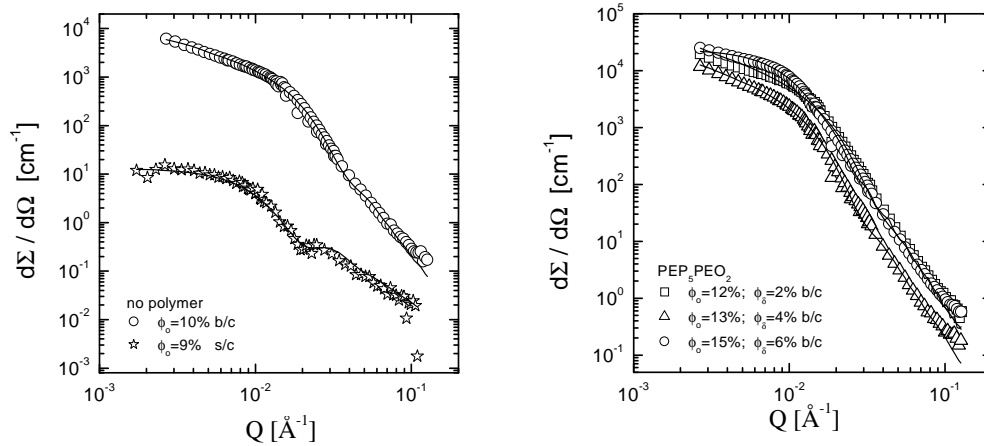 10⁴
10³
10²
10¹
10⁰
10⁻¹
10⁻²
10⁻³
dΣ / dΩ [cm⁻¹]
no polymer
ϕₒ=10% b/c
ϕₒ=9% s/c
10⁻³ 10⁻² 10⁻¹
Q [Å⁻¹]
10⁵
10⁴
10³
10²
10¹
10⁰
10⁻¹
dΣ / dΩ [cm⁻¹]
PEP₅PEO₂
ϕₒ=12%; ϕ_δ=2% b/c
ϕₒ=13%; ϕ_δ=4% b/c
ϕₒ=15%; ϕ_δ=6% b/c
10⁻³ 10⁻² 10⁻¹
Q [Å⁻¹]